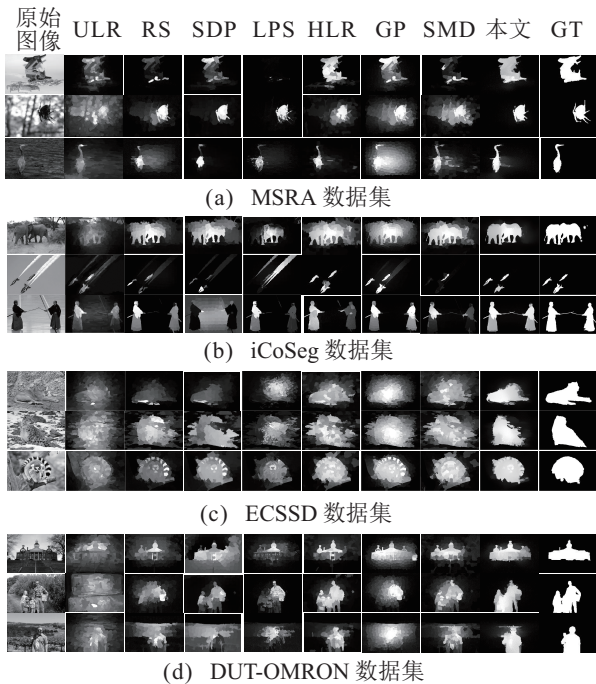 原始图像 ULR RS SDP LPS HLR GP SMD 本文 GT
(a) MSRA 数据集
(b) iCoSeg 数据集
(c) ECSSD 数据集
(d) DUT-OMRON 数据集